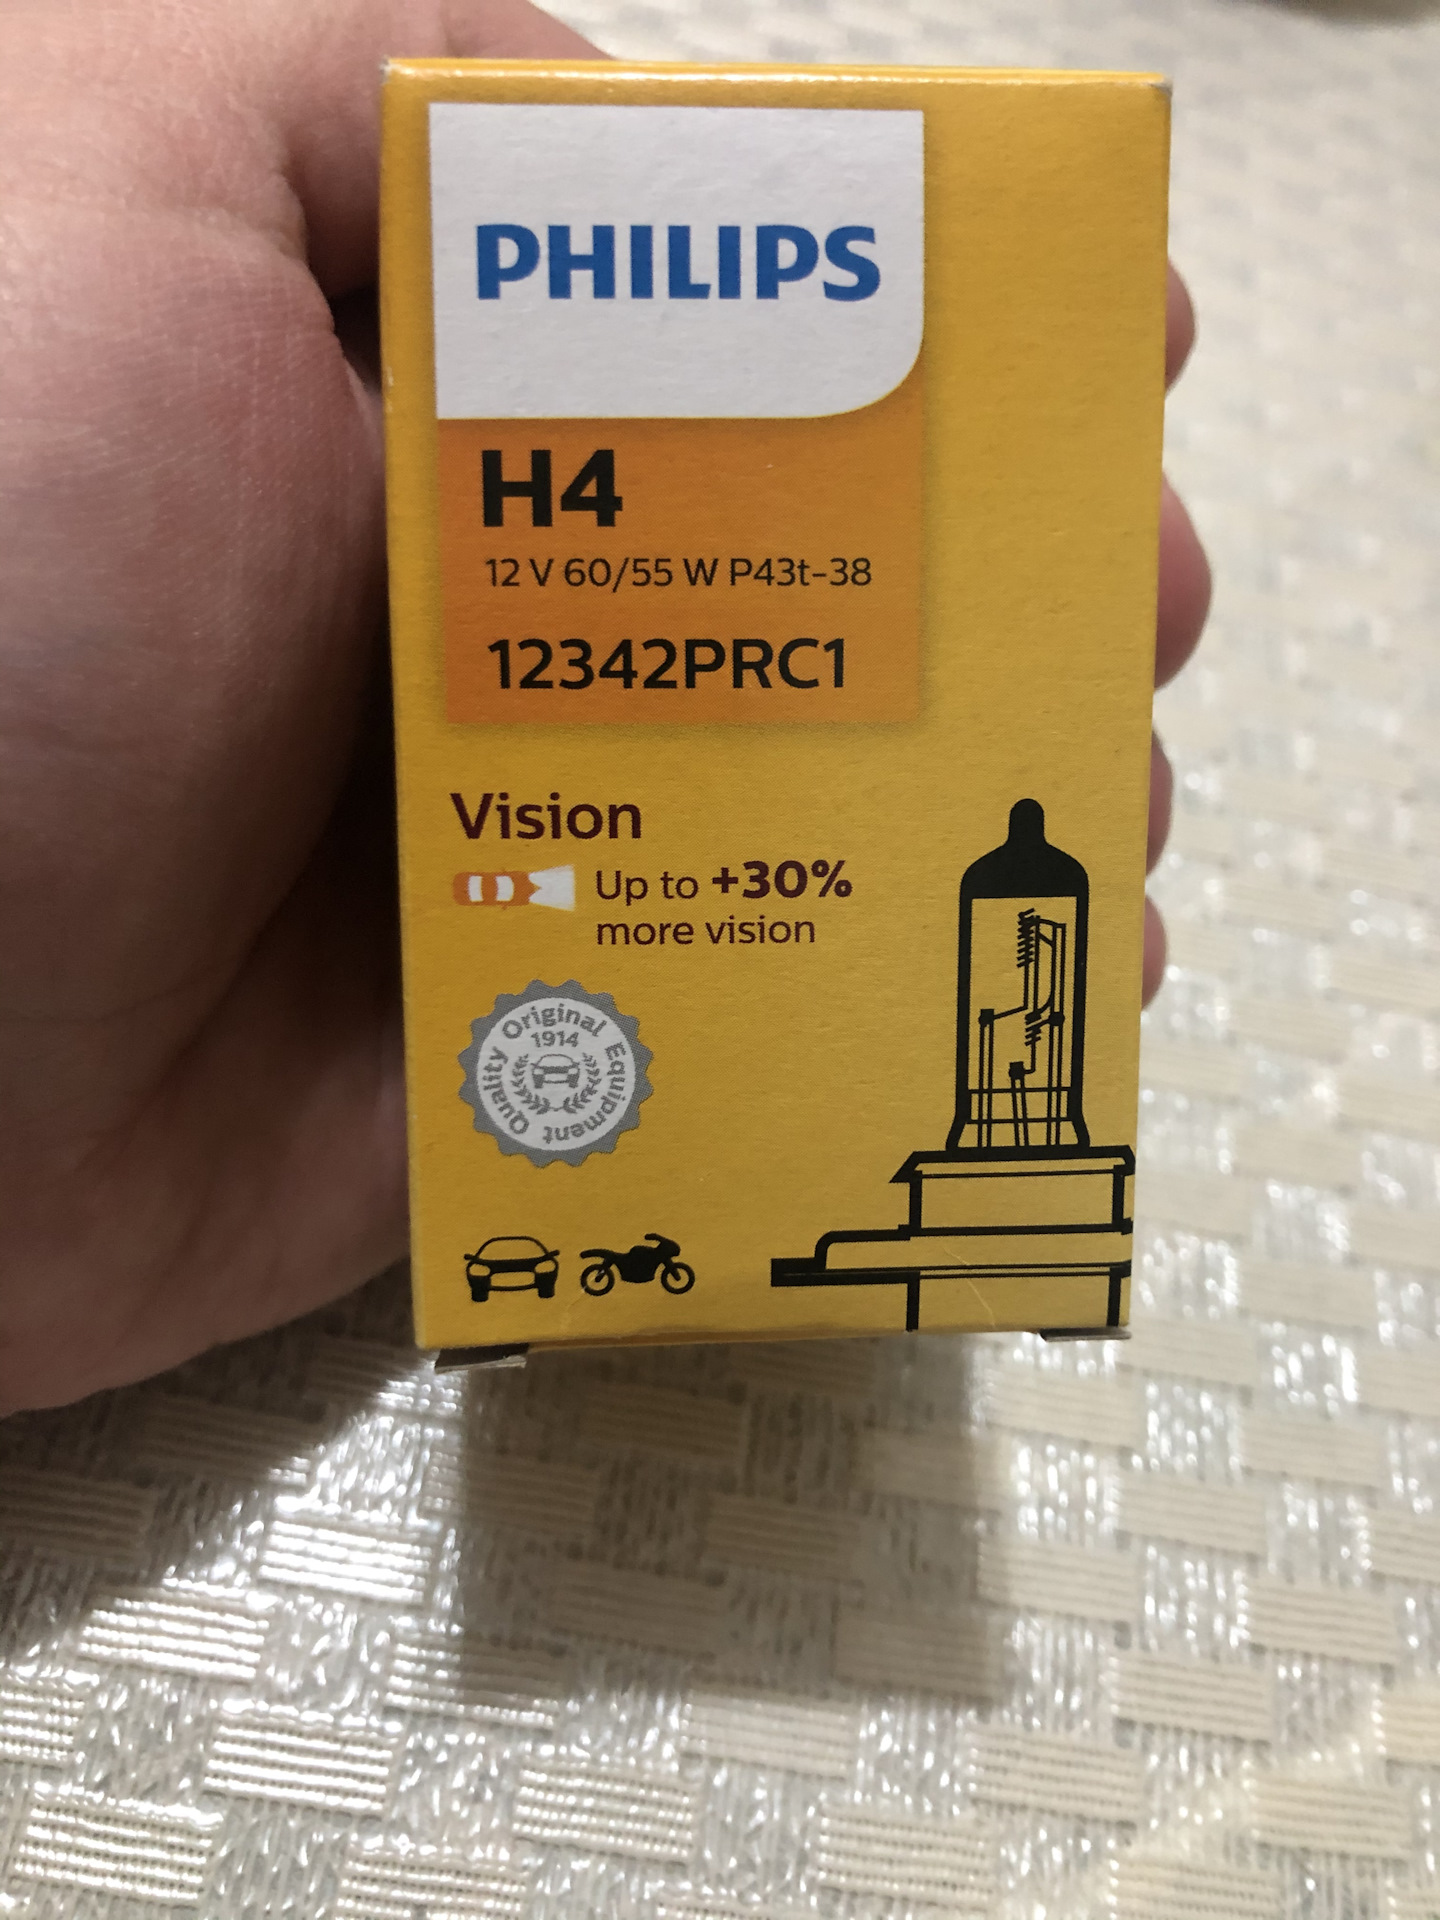 PHILIPS
H4
12 V 60/55 W P43t-38
12342PRC1
Vision
Up to +30%
more vision
Quality Original Equipment
1914